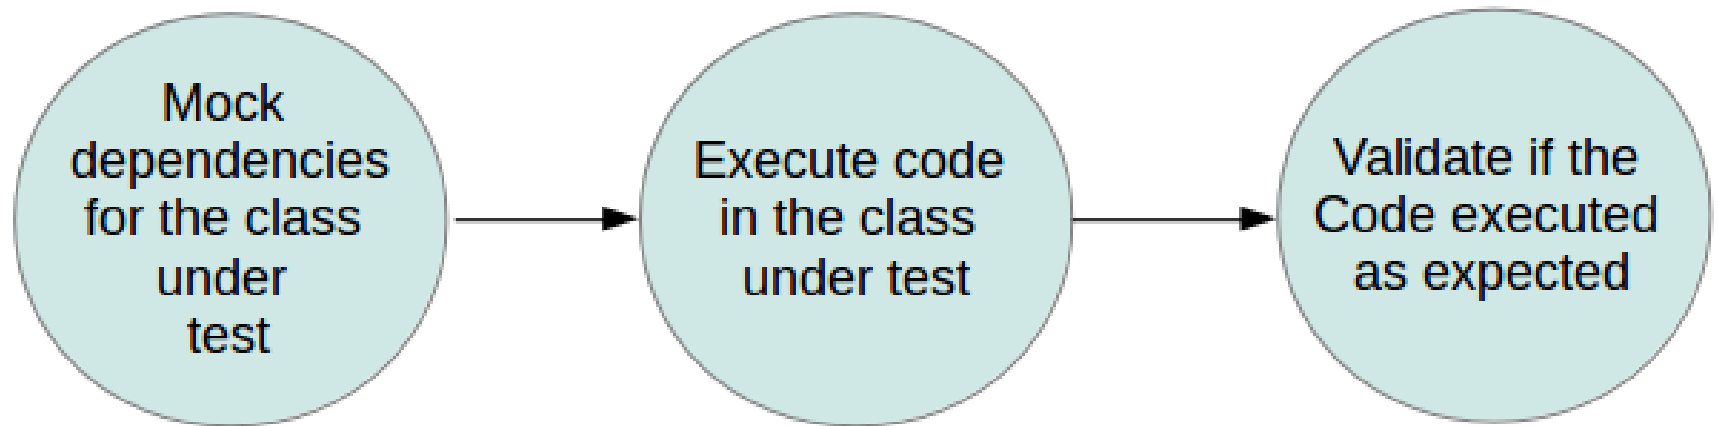 Mock
dependencies
for the class
under
test
Execute code
in the class
under test
Validate if the
Code executed
as expected